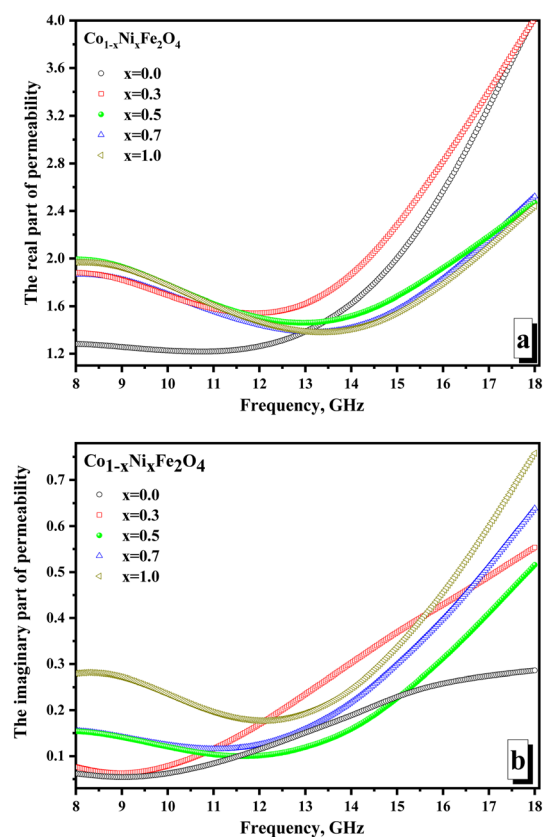 Co₁₋ₓNiₓFe₂O₄
x=0.0
x=0.3
x=0.5
x=0.7
x=1.0
The real part of permeability
4.0
3.6
3.2
2.8
2.4
2.0
1.6
1.2
8 9 10 11 12 13 14 15 16 17 18
Frequency, GHz
a
Co₁₋ₓNiₓFe₂O₄
x=0.0
x=0.3
x=0.5
x=0.7
x=1.0
The imaginary part of permeability
0.7
0.6
0.5
0.4
0.3
0.2
0.1
8 9 10 11 12 13 14 15 16 17 18
Frequency, GHz
b